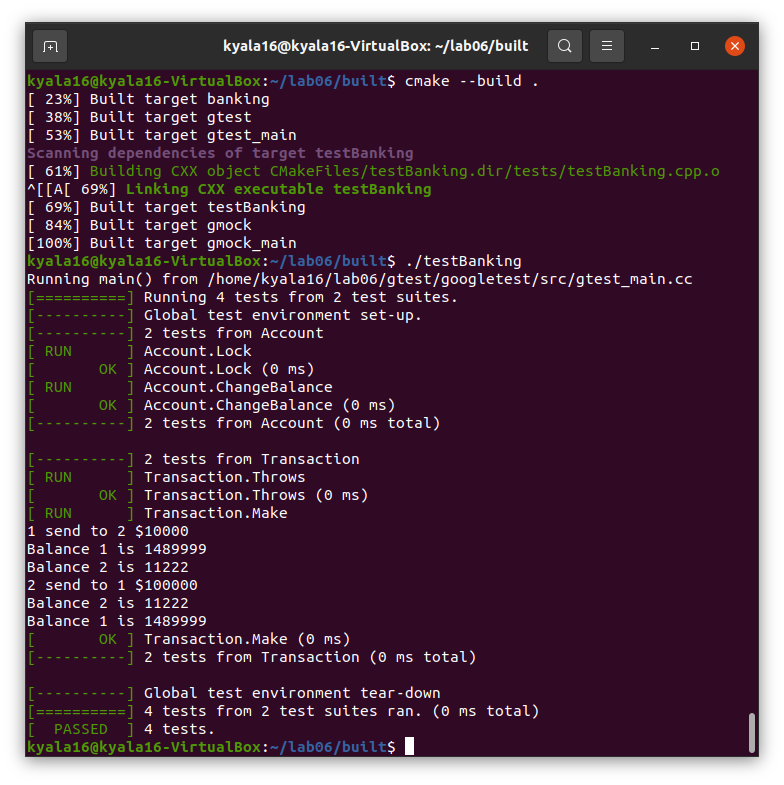 kyala16@kyala16-VirtualBox: ~/lab06/built
kyala16@kyala16-VirtualBox:~/lab06/built$ cmake --build .
[ 23%] Built target banking
[ 38%] Built target gtest
[ 53%] Built target gtest_main
Scanning dependencies of target testBanking
[ 61%] Building CXX object CMakeFiles/testBanking.dir/tests/testBanking.cpp.o
^[[A[ 69%] Linking CXX executable testBanking
[ 69%] Built target testBanking
[ 84%] Built target gmock
[100%] Built target gmock_main
kyala16@kyala16-VirtualBox:~/lab06/built$ ./testBanking
Running main() from /home/kyala16/lab06/gtest/googletest/src/gtest_main.cc
[==========] Running 4 tests from 2 test suites.
[----------] Global test environment set-up.
[----------] 2 tests from Account
[ RUN      ] Account.Lock
[       OK ] Account.Lock (0 ms)
[ RUN      ] Account.ChangeBalance
[       OK ] Account.ChangeBalance (0 ms)
[----------] 2 tests from Account (0 ms total)

[----------] 2 tests from Transaction
[ RUN      ] Transaction.Throws
[       OK ] Transaction.Throws (0 ms)
[ RUN      ] Transaction.Make
1 send to 2 $10000
Balance 1 is 1489999
Balance 2 is 11222
2 send to 1 $100000
Balance 2 is 11222
Balance 1 is 1489999
[       OK ] Transaction.Make (0 ms)
[----------] 2 tests from Transaction (0 ms total)

[----------] Global test environment tear-down
[==========] 4 tests from 2 test suites ran. (0 ms total)
[  PASSED  ] 4 tests.
kyala16@kyala16-VirtualBox:~/lab06/built$